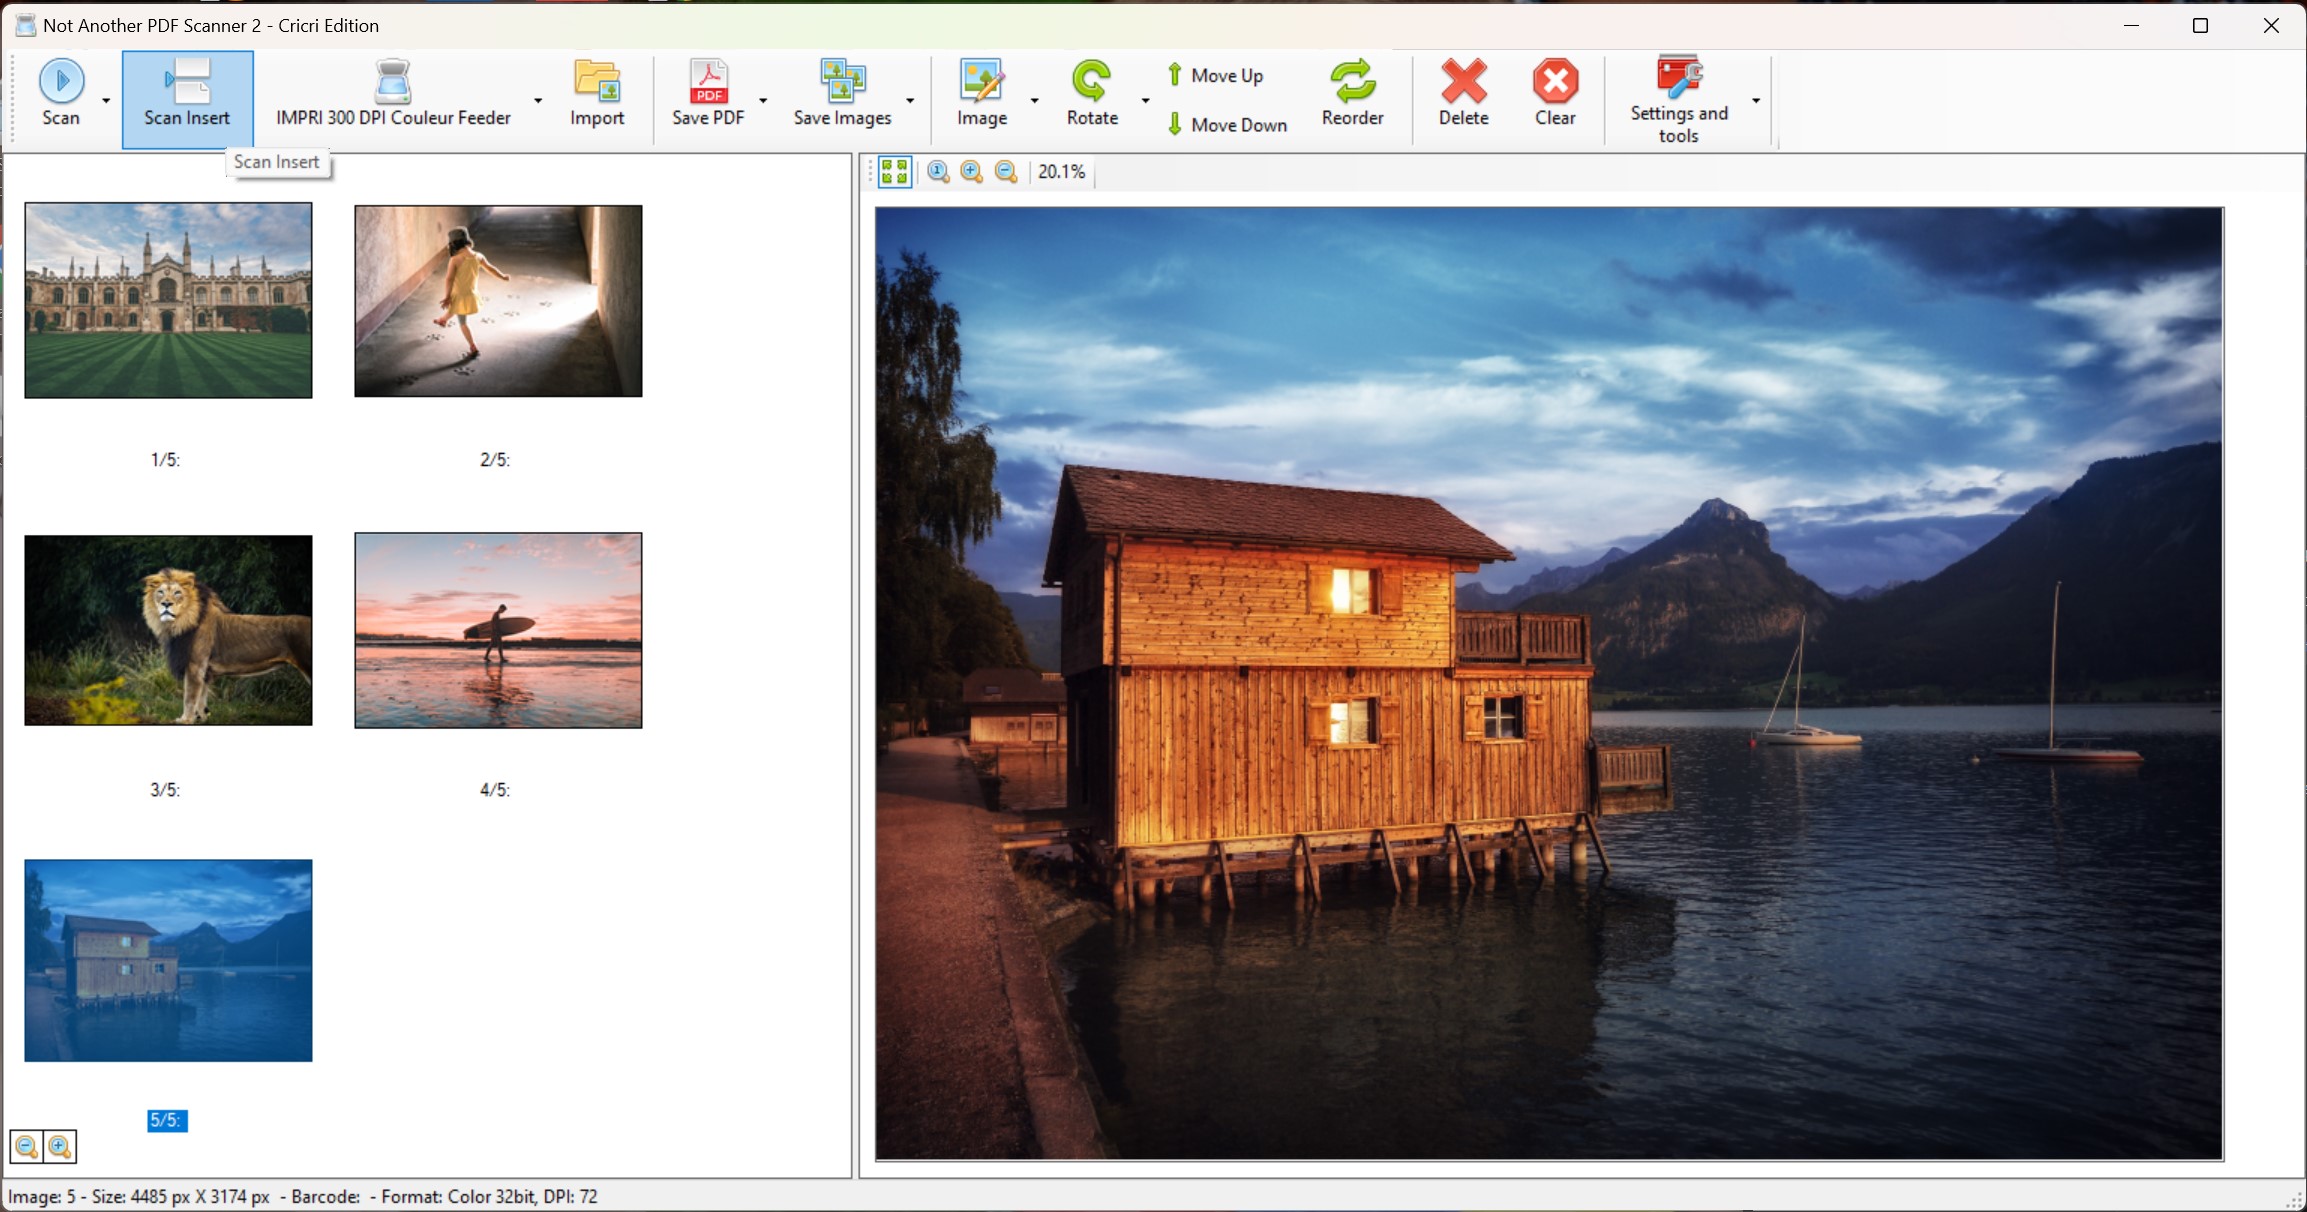 Not Another PDF Scanner 2 - Cricri Edition
Scan
Scan Insert
IMPRI 300 DPI Couleur Feeder
Import
PDF
Save PDF
Save Images
Image
Rotate
Move Up
Move Down
Reorder
Delete
Clear
Settings and
tools
Scan Insert
1
20.1%
1/5:
2/5:
3/5:
4/5:
5/5:
Image: 5 - Size: 4485 px X 3174 px - Barcode: - Format: Color 32bit, DPI: 72